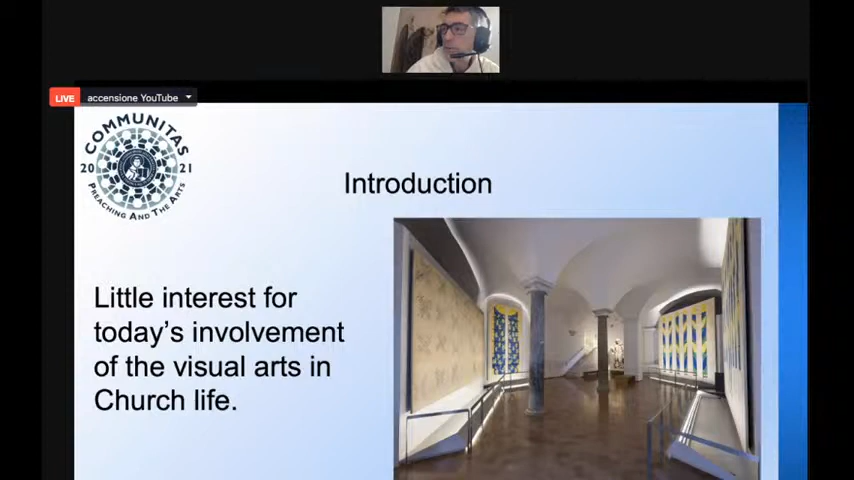 LIVE accensione YouTube
COMMUNITAS
20 21
PREACHING AND THE ARTS
Introduction
Little interest for
today's involvement
of the visual arts in
Church life.